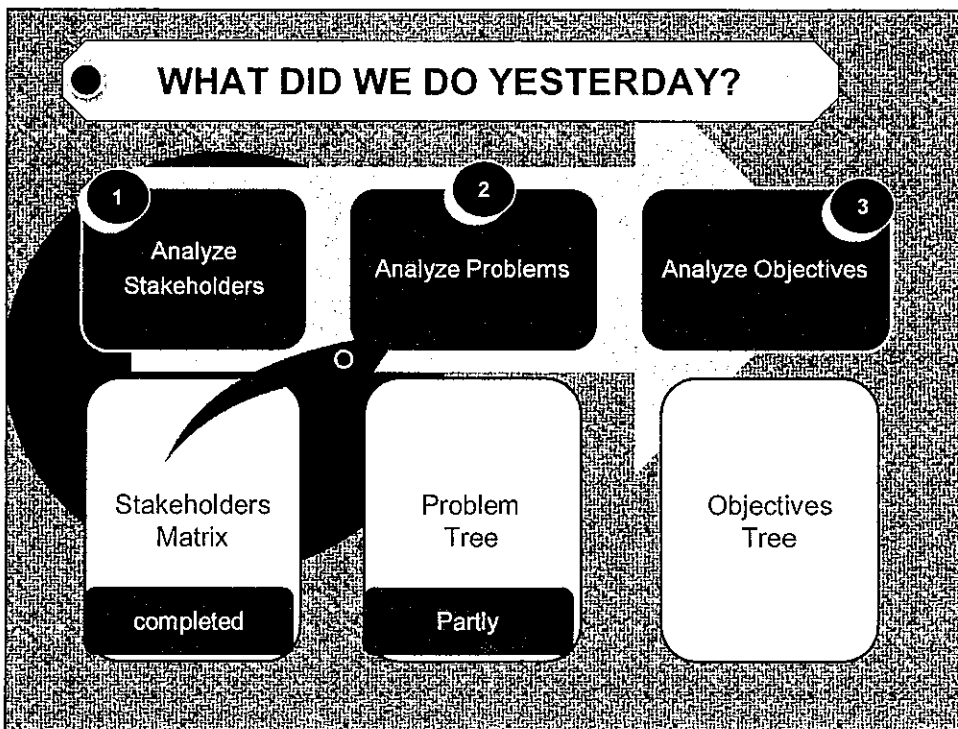 WHAT DID WE DO YESTERDAY?
1
Analyze
Stakeholders
2
Analyze Problems
3
Analyze Objectives
Stakeholders
Matrix
completed
Problem
Tree
Partly
Objectives
Tree